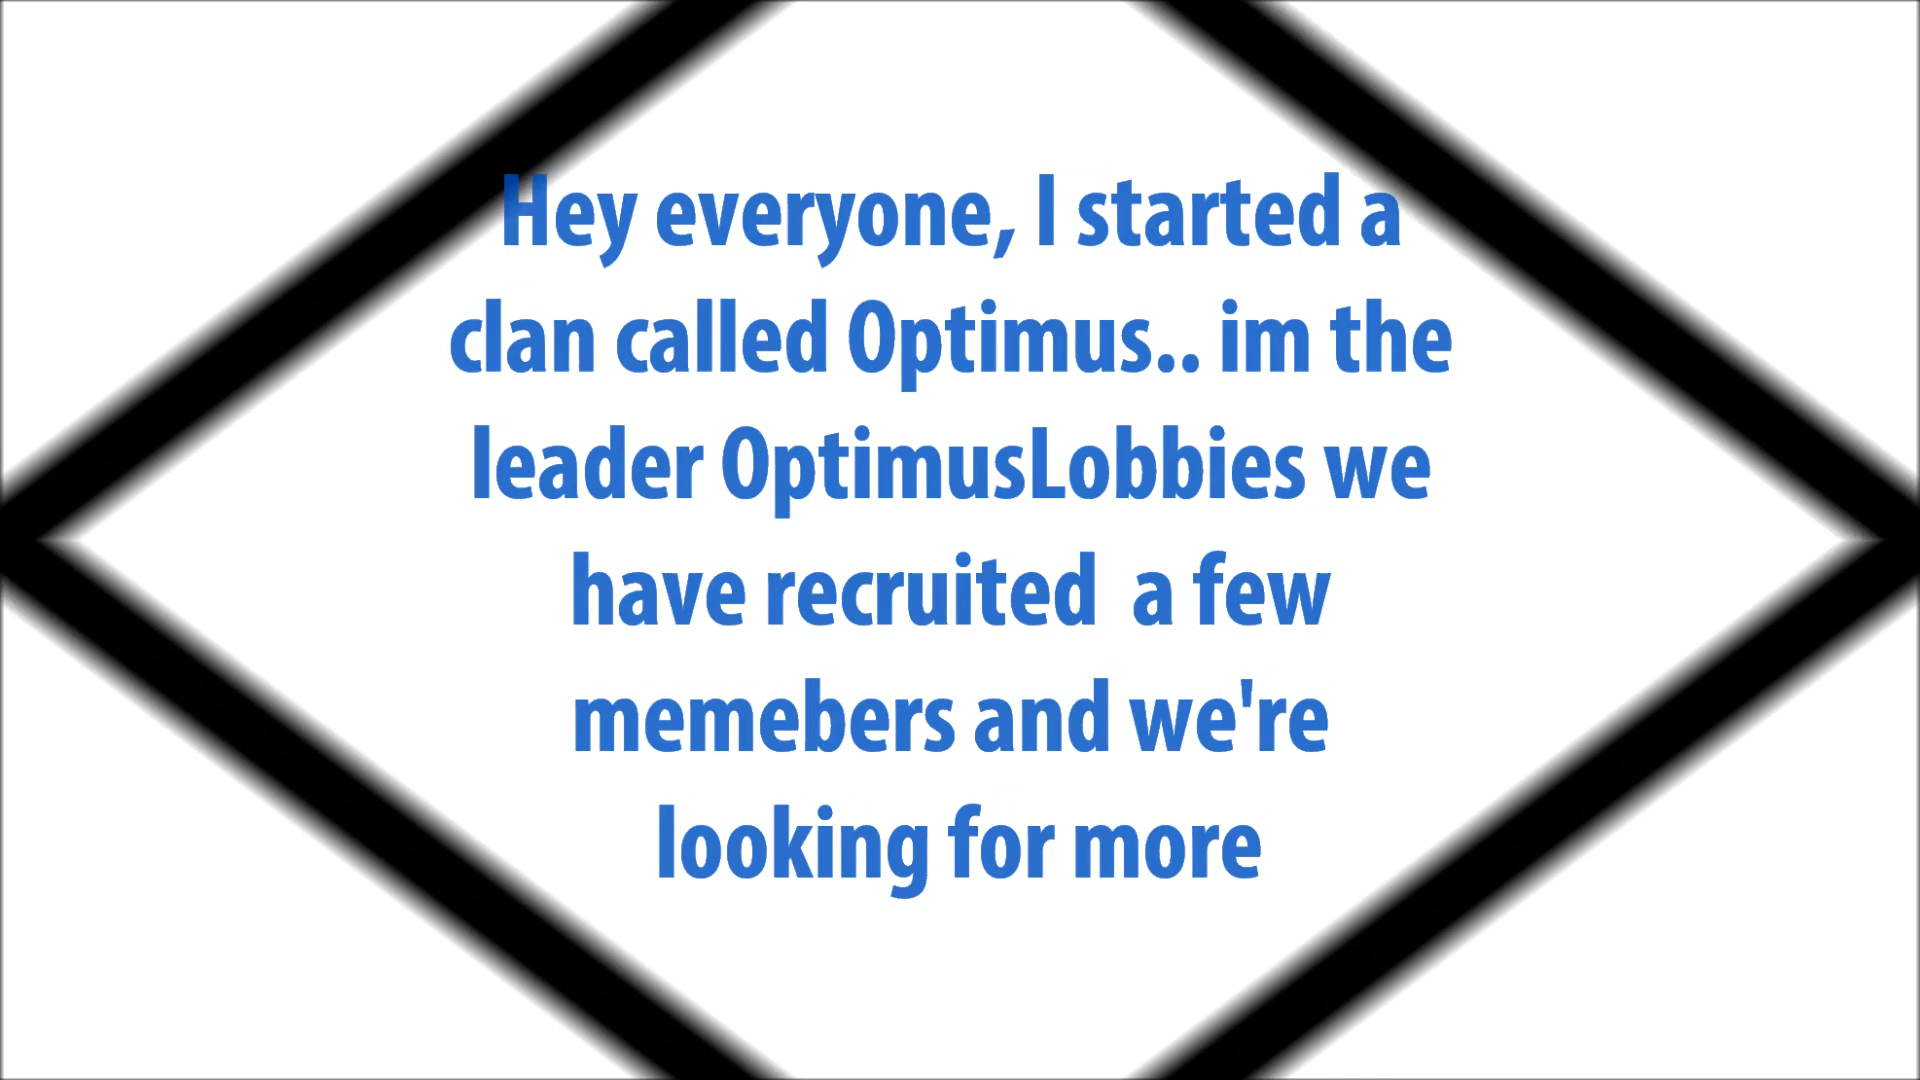 Hey everyone, I started a
clan called Optimus.. im the
leader OptimusLobbies we
have recruited  a few
memebers and we're
looking for more